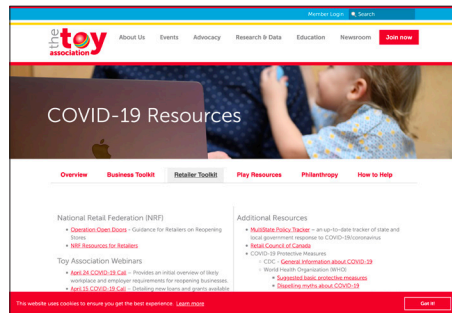 Member Login Search
the toy association
About Us Events Advocacy Research & Data Education Newsroom Join now
COVID-19 Resources
Overview Business Toolkit Retailer Toolkit Play Resources Philanthropy How to Help
National Retail Federation (NRF)
Operation Open Doors - Guidance for Retailers on Reopening
Stores
NRF Resources for Retailers
Toy Association Webinars
April 24 COVID-19 Call – Provides an initial overview of likely
workplace and employer requirements for reopening businesses.
April 15 COVID-19 Call – Detailing new loans and grants available
Additional Resources
MultiState Policy Tracker – an up-to-date tracker of state and
local government response to COVID-19/coronavirus
Retail Council of Canada
COVID-19 Protective Measures
CDC - General Information about COVID-19
World Health Organization (WHO)
Suggested basic protective measures
Dispelling myths about COVID-19
This website uses cookies to ensure you get the best experience. Learn more
Got it!